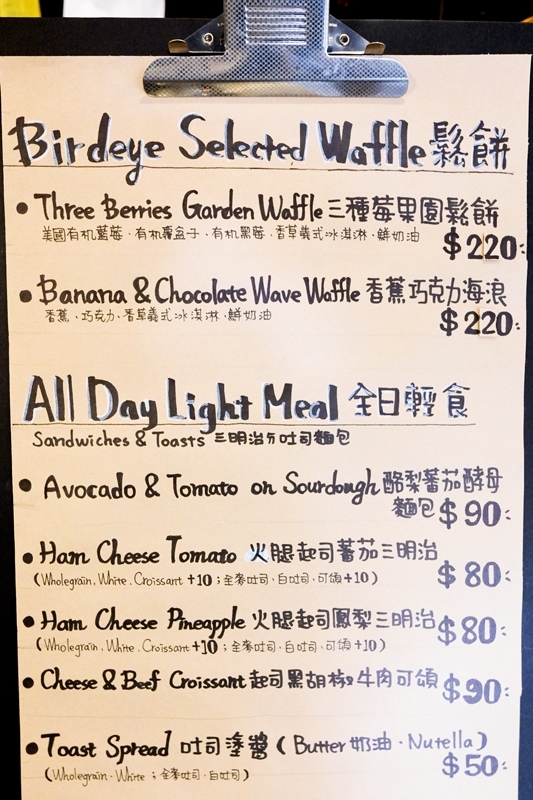 Birdeye Selected Waffle 鬆餅
• Three Berries Garden Waffle 三種莓果園鬆餅
美國有机藍莓、有机覆盆子、有机黑莓、香草義式冰淇淋、鮮奶油
$220
• Banana & Chocolate Wave Waffle 香蕉巧克力海浪
香蕉、巧克力、香草義式冰淇淋、鮮奶油
$220
All Day Light Meal 全日輕食
Sandwiches & Toasts 三明治&吐司麵包
• Avocado & Tomato on Sourdough 酪梨蕃茄酵母
麵包 $90
• Ham Cheese Tomato 火腿起司蕃茄三明治
(Wholegrain, White, Croissant +10 ; 全麥吐司、白吐司、可頌+10) $80
• Ham Cheese Pineapple 火腿起司鳳梨三明治 $80
(Wholegrain, White, Croissant +10 ; 全麥吐司、白吐司、可頌+10)
• Cheese & Beef Croissant 起司黑胡椒牛肉可頌 $90
• Toast Spread 吐司塗醬 ( Butter 奶油、Nutella )
(Wholegrain、White ; 全麥吐司、白吐司) $50